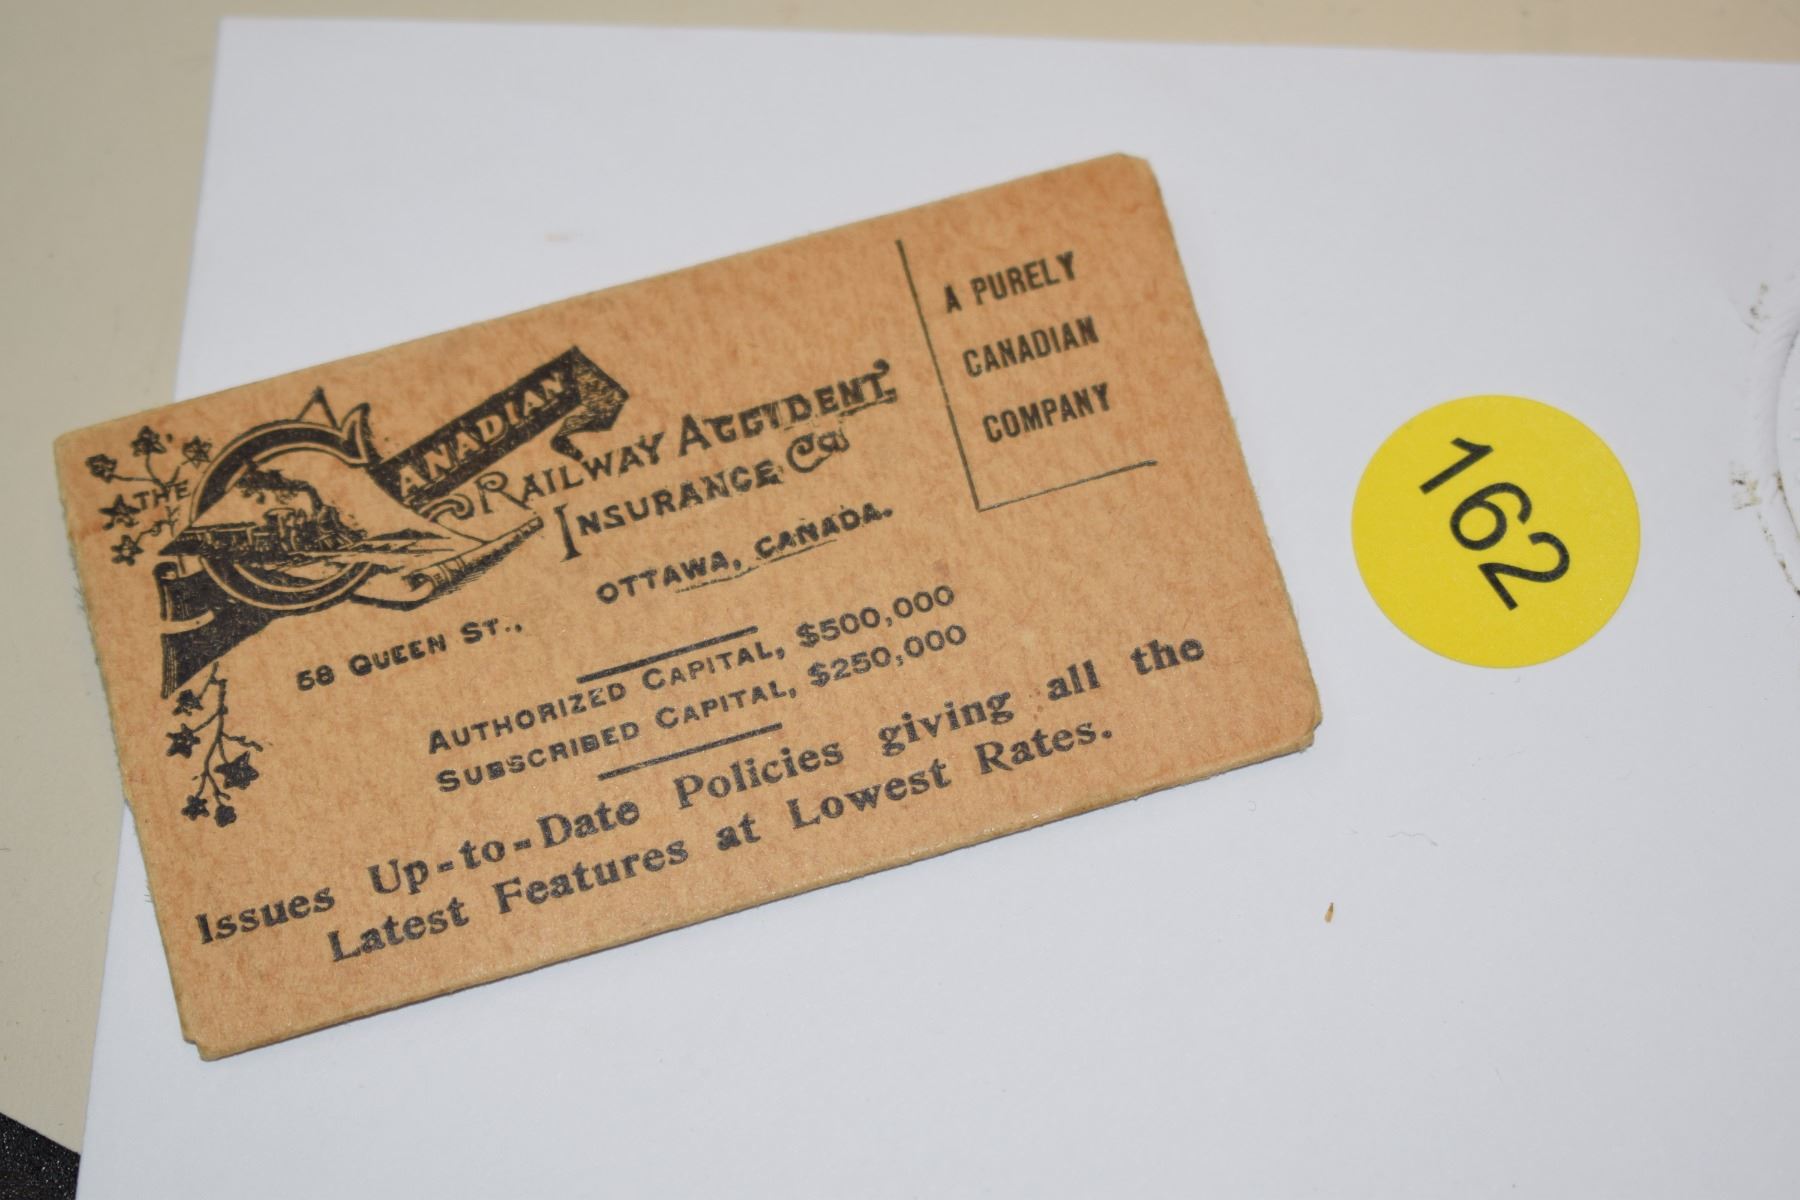 THE CANADIAN
RAILWAY ACCIDENT
INSURANCE Co
OTTAWA, CANADA.
58 QUEEN ST.,
A PURELY
CANADIAN
COMPANY
AUTHORIZED CAPITAL, $500,000
SUBSCRIBED CAPITAL, $250,000
Issues Up-to-Date Policies giving all the
Latest Features at Lowest Rates.
162